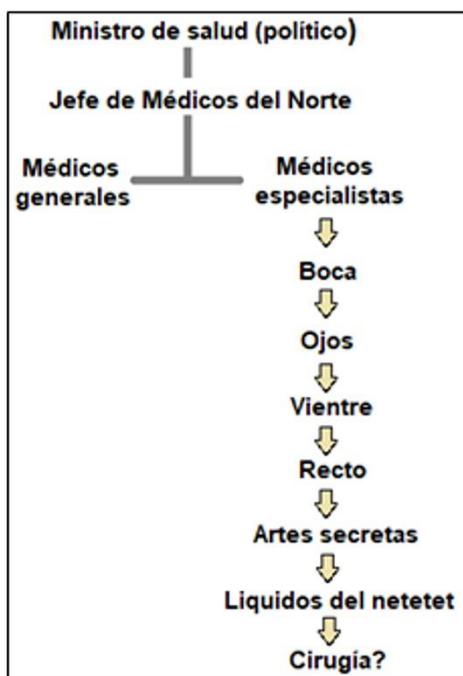 Ministro de salud (político)
Jefe de Médicos del Norte
Médicos
generales
Médicos
especialistas
Boca
Ojos
Vientre
Recto
Artes secretas
Liquidos del netetet
Cirugía?